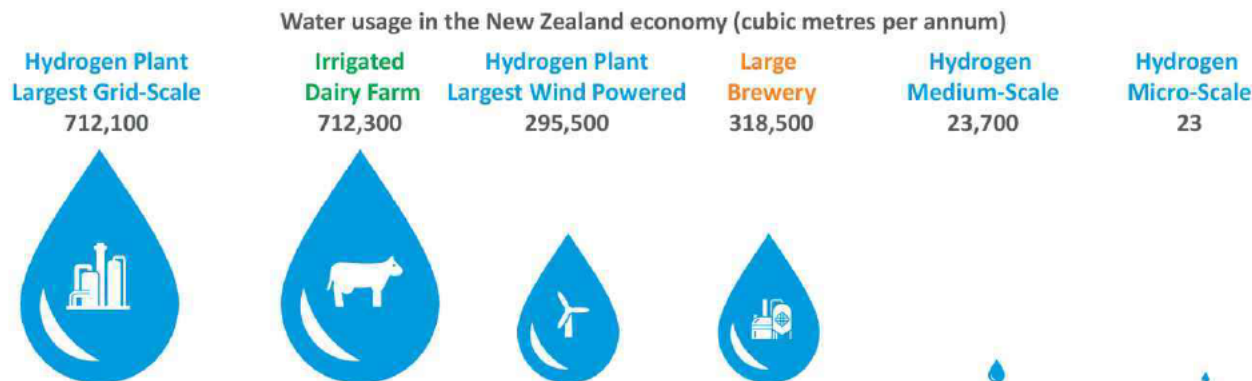 Water usage in the New Zealand economy (cubic metres per annum)
Hydrogen Plant
Largest Grid-Scale
712,100
Irrigated
Dairy Farm
712,300
Hydrogen Plant
Largest Wind Powered
295,500
Large
Brewery
318,500
Hydrogen
Medium-Scale
23,700
Hydrogen
Micro-Scale
23